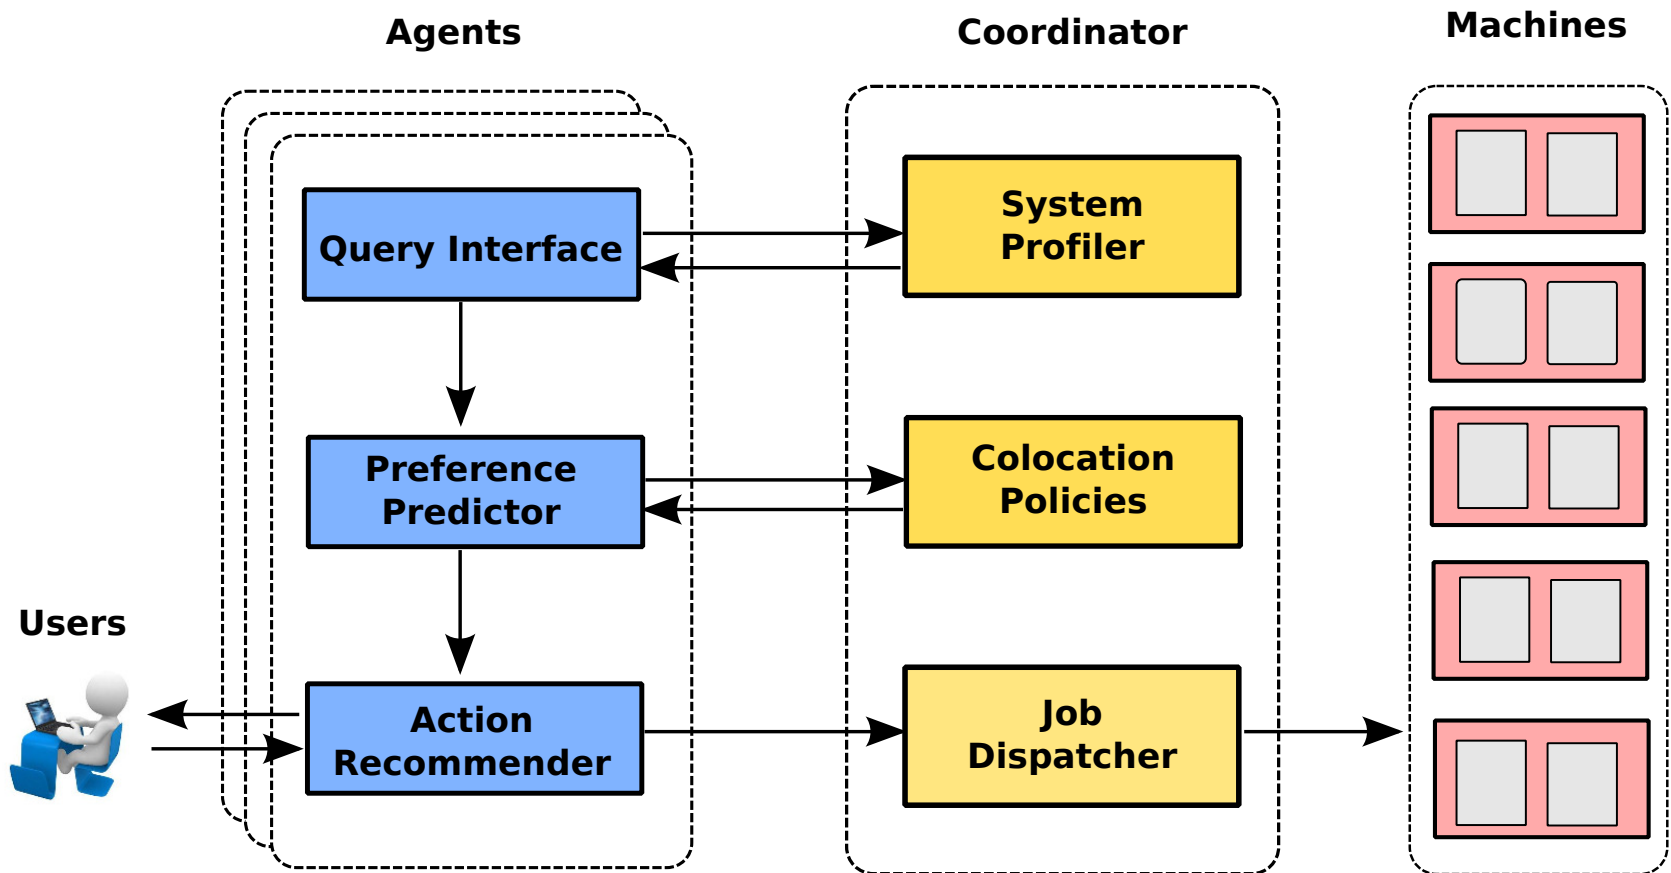 Agents
Coordinator
Machines
Query Interface
System
Profiler
Preference
Predictor
Colocation
Policies
Users
Action
Recommender
Job
Dispatcher